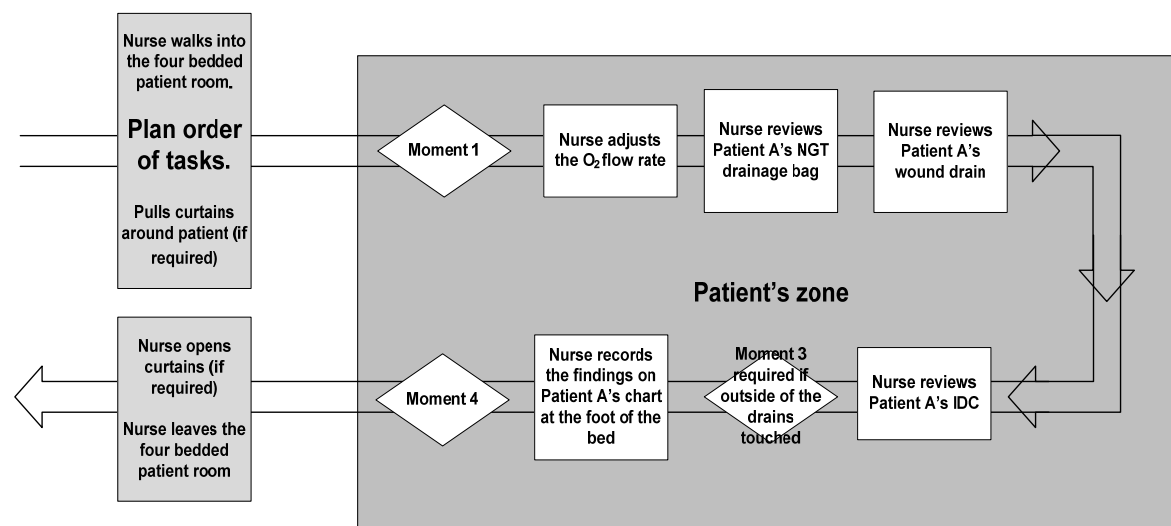 Nurse walks into
the four bedded
patient room.
Plan order
of tasks.
Pulls curtains
around patient (if
required)
Moment 1
Nurse adjusts
the O₂ flow rate
Nurse reviews
Patient A’s NGT
drainage bag
Nurse reviews
Patient A’s
wound drain
Patient’s zone
Nurse reviews
Patient A’s IDC
Moment 3
required if
outside of the
drains
touched
Nurse records
the findings on
Patient A’s chart
at the foot of the
bed
Moment 4
Nurse opens
curtains (if
required)
Nurse leaves the
four bedded
patient room